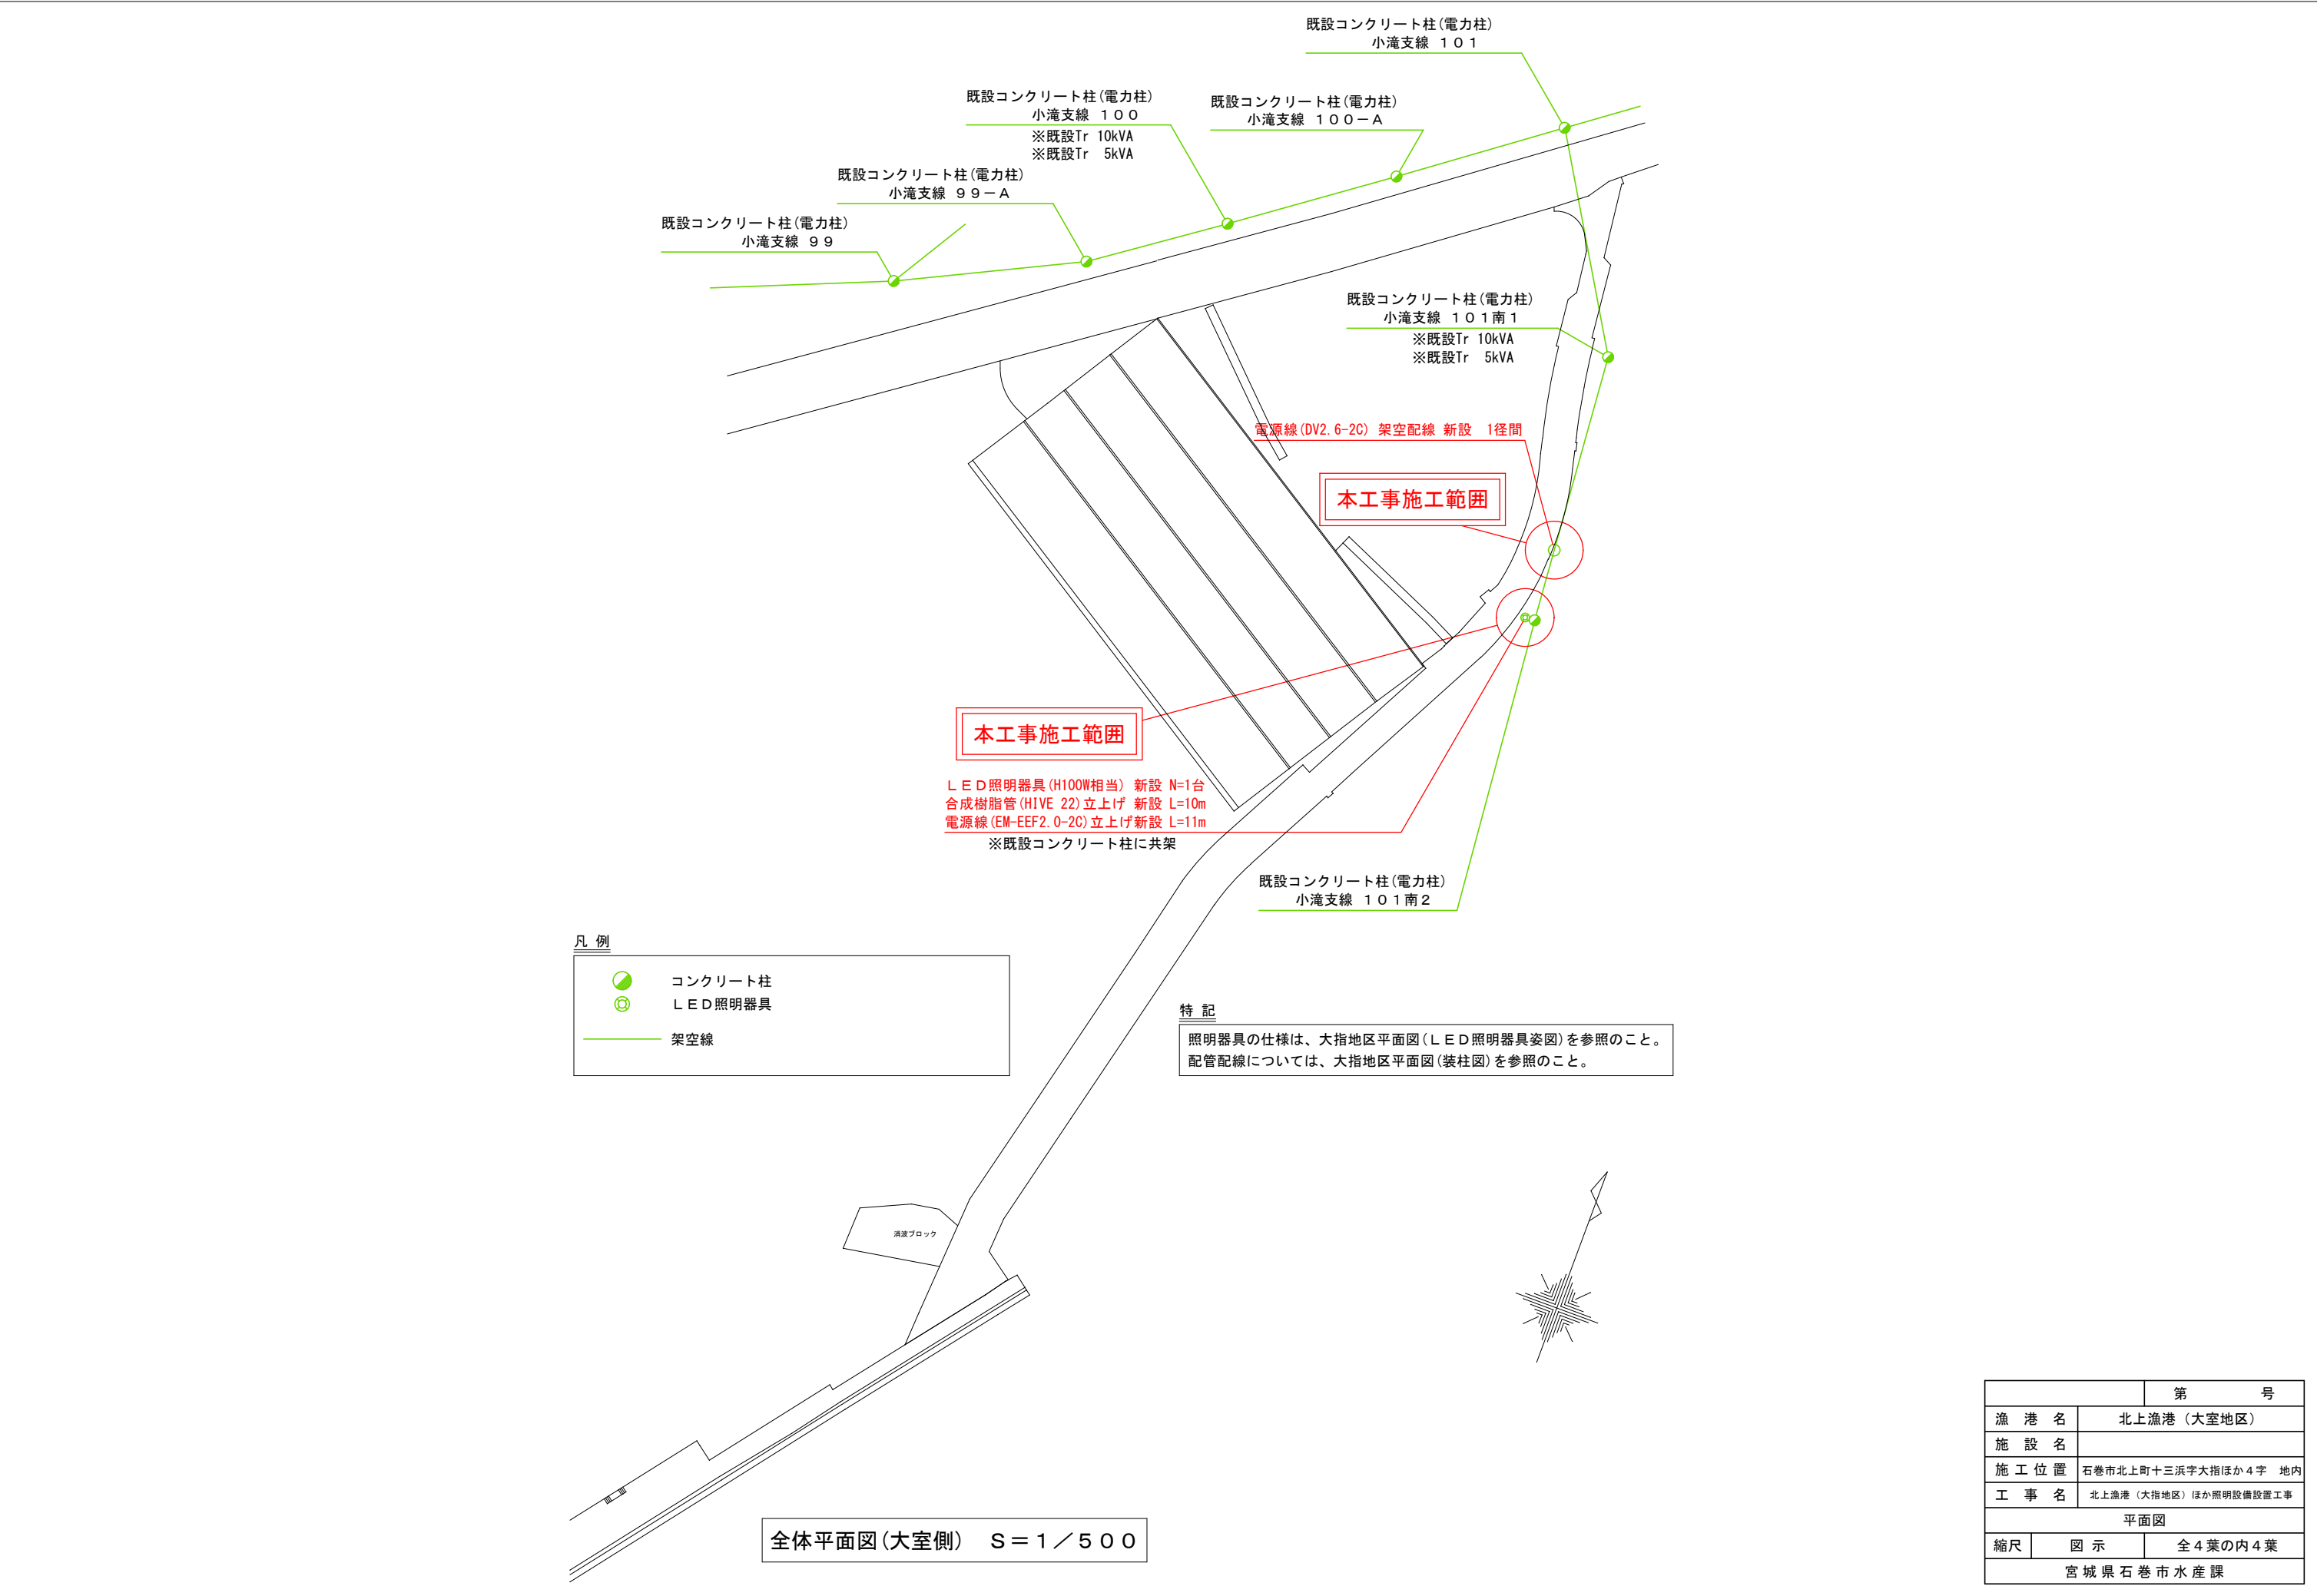 既設コンクリート柱(電力柱)
小滝支線 １０１
既設コンクリート柱(電力柱)
小滝支線 １００
※既設Tr 10kVA
※既設Tr 5kVA
既設コンクリート柱(電力柱)
小滝支線 １００－Ａ
既設コンクリート柱(電力柱)
小滝支線 ９９－Ａ
既設コンクリート柱(電力柱)
小滝支線 ９９
既設コンクリート柱(電力柱)
小滝支線 １０１南１
※既設Tr 10kVA
※既設Tr 5kVA
電源線(DV2.6-2C) 架空配線 新設 1径間
本工事施工範囲
本工事施工範囲
ＬＥＤ照明器具(H100W相当) 新設 N=1台
合成樹脂管(HIVE 22)立上げ 新設 L=10m
電源線(EM-EEF2.0-2C)立上げ新設 L=11m
※既設コンクリート柱に共架
既設コンクリート柱(電力柱)
小滝支線 １０１南２
凡 例
コンクリート柱
ＬＥＤ照明器具
架空線
特 記
照明器具の仕様は、大指地区平面図(ＬＥＤ照明器具姿図)を参照のこと。
配管配線については、大指地区平面図(装柱図)を参照のこと。
消波ブロック
全体平面図(大室側) Ｓ＝１／５００
第 号
漁 港 名 北上漁港（大室地区）
施 設 名
施 工 位 置 石巻市北上町十三浜字大指ほか４字 地内
工 事 名 北上漁港（大指地区）ほか照明設備設置工事
平面図
縮尺 図 示 全４葉の内４葉
宮城県石巻市水産課